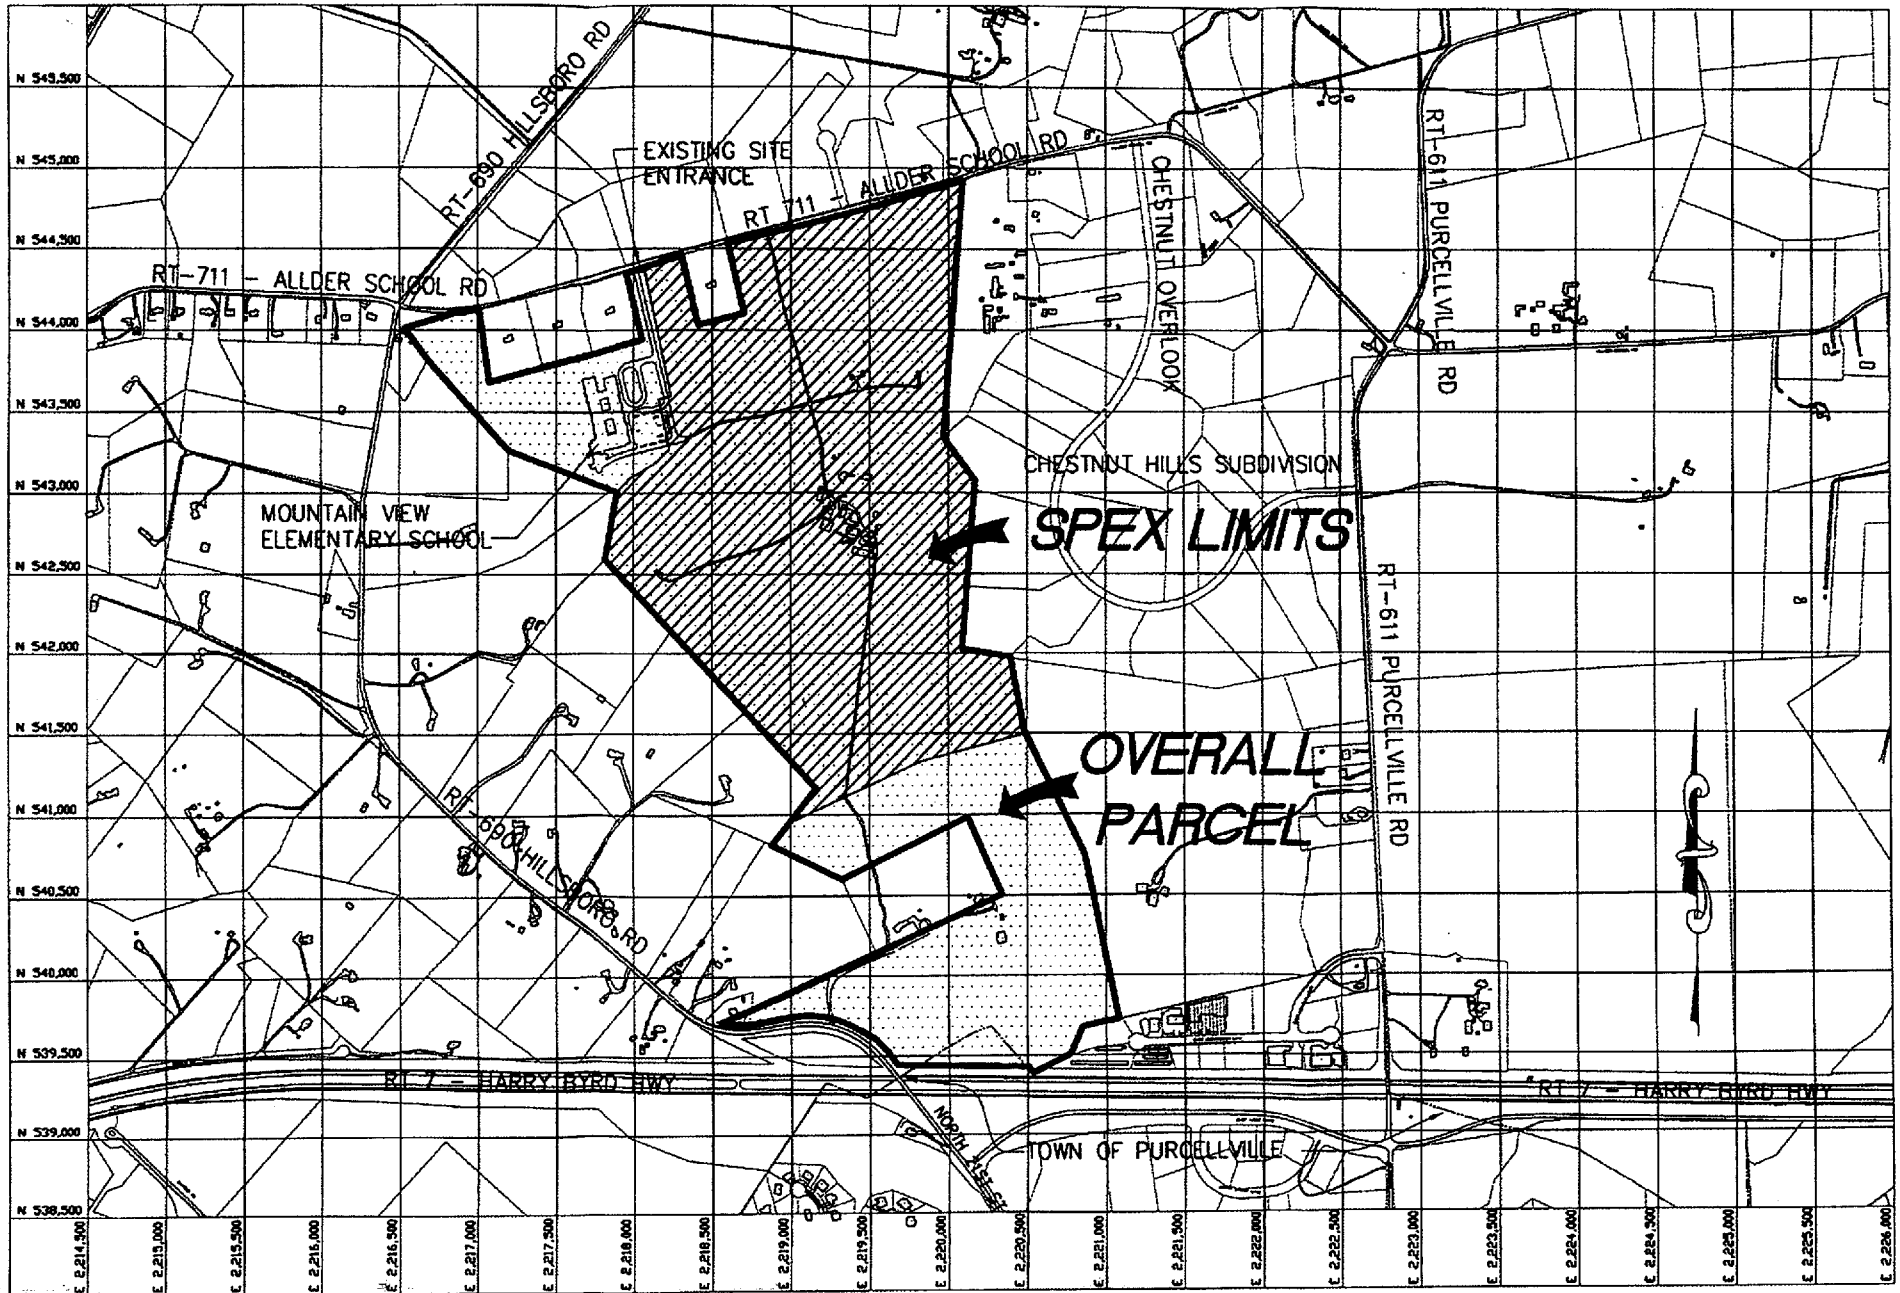 N 545,500
N 545,000
N 544,500
N 544,000
N 543,500
N 543,000
N 542,500
N 542,000
N 541,500
N 541,000
N 540,500
N 540,000
N 539,500
N 539,000
N 538,500
RT-690 HILLSBORO RD
EXISTING SITE
ENTRANCE
RT 711 - ALLDER SCHOOL RD
RT-711 - ALLDER SCHOOL RD
CHESTNUT OVERLOOK
RT-611 PURCELLVILLE RD
CHESTNUT HILLS SUBDIVISION
MOUNTAIN VIEW
ELEMENTARY SCHOOL
SPEX LIMITS
RT-611 PURCELLVILLE RD
OVERALL
PARCEL
RT-690 HILLSBORO RD
RT 7 - HARRY BYRD HWY
RT 7 - HARRY BYRD HWY
NORTH 21ST ST
TOWN OF PURCELLVILLE
E 2,214,500
E 2,215,000
E 2,215,500
E 2,216,000
E 2,216,500
E 2,217,000
E 2,217,500
E 2,218,000
E 2,218,500
E 2,219,000
E 2,219,500
E 2,220,000
E 2,220,500
E 2,221,000
E 2,221,500
E 2,222,000
E 2,222,500
E 2,223,000
E 2,223,500
E 2,224,000
E 2,224,500
E 2,225,000
E 2,225,500
E 2,226,000